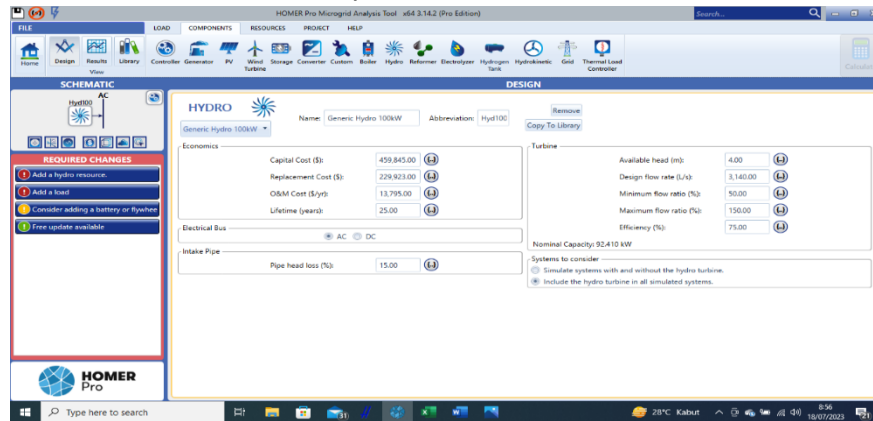 HOMER Pro Microgrid Analysis Tool x64 3.14.2 (Pro Edition)
Search...
FILE
LOAD COMPONENTS RESOURCES PROJECT HELP
Home
Design
Results
Library
View
Controller
Generator
PV
Wind Turbine
Storage
Converter
Custom
Boiler
Hydro
Reformer
Electrolyzer
Hydrogen Tank
Hydrokinetic
Grid
Thermal Load Controller
Calculate
SCHEMATIC
DESIGN
AC
Hyd100
REQUIRED CHANGES
Add a hydro resource.
Add a load
Consider adding a battery or flywhee
Free update available
HOMER
Pro
HYDRO
Generic Hydro 100kW
Name: Generic Hydro 100kW
Abbreviation: Hyd100
Remove
Copy To Library
Economics
Capital Cost ($): 459,845.00
Replacement Cost ($): 229,923.00
O&M Cost ($/yr): 13,795.00
Lifetime (years): 25.00
Electrical Bus
AC DC
Intake Pipe
Pipe head loss (%): 15.00
Turbine
Available head (m): 4.00
Design flow rate (L/s): 3,140.00
Minimum flow ratio (%): 50.00
Maximum flow ratio (%): 150.00
Efficiency (%): 75.00
Nominal Capacity: 92.410 kW
Systems to consider
Simulate systems with and without the hydro turbine.
Include the hydro turbine in all simulated systems.
Type here to search
28°C Kabut
8:56
18/07/2023